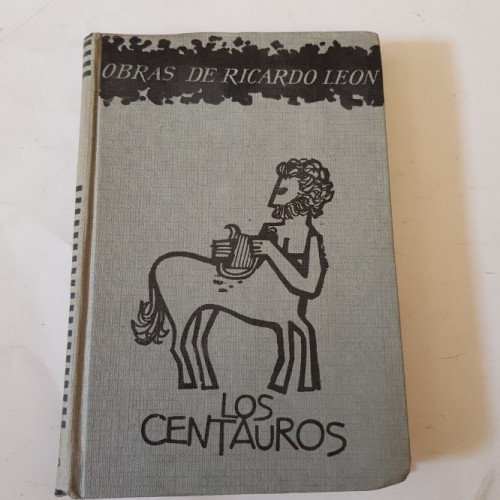 OBRAS DE RICARDO LEON
LOS
CENTAUROS